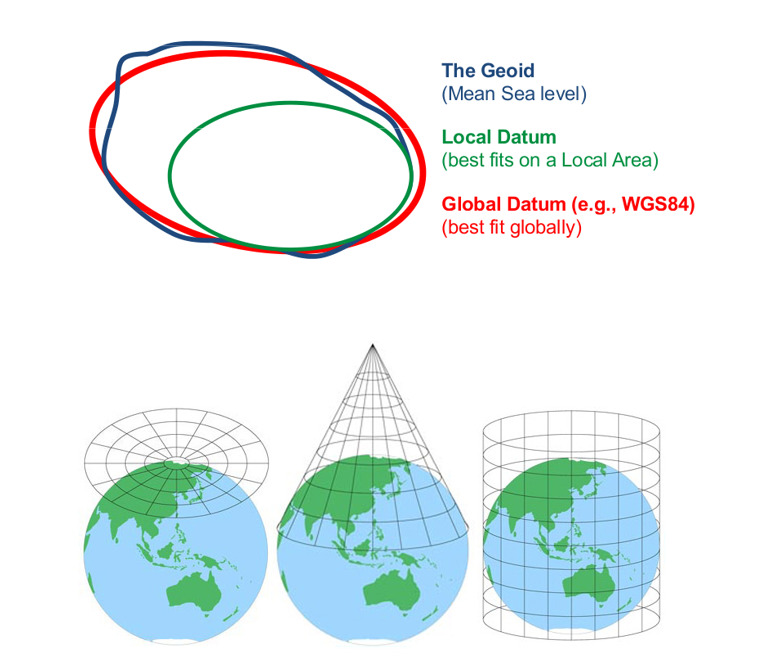 The Geoid
(Mean Sea level)
Local Datum
(best fits on a Local Area)
Global Datum (e.g., WGS84)
(best fit globally)